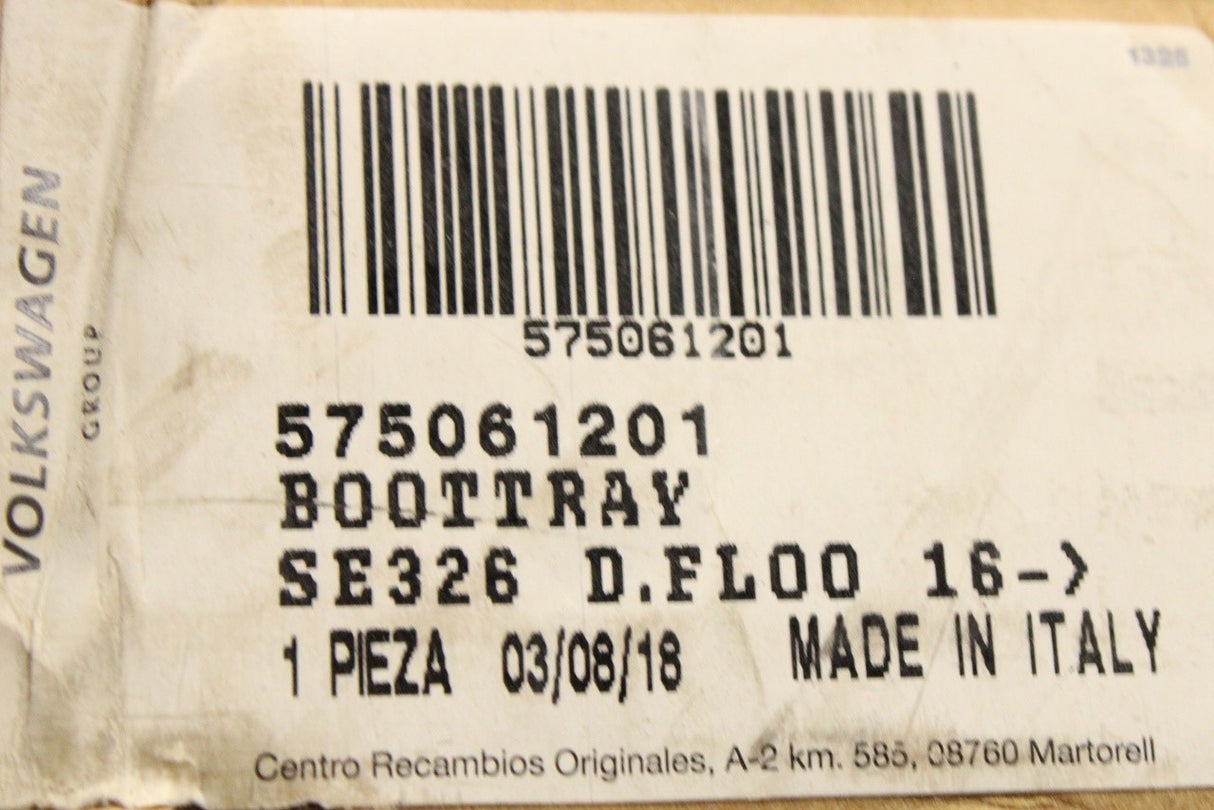 1326
VOLKSWAGEN
GROUP
575061201
575061201
BOOTTRAY
SE326 D.FLOO 16->
1 PIEZA 03/08/18 MADE IN ITALY
Centro Recambios Originales, A-2 km. 585, 08760 Martorell